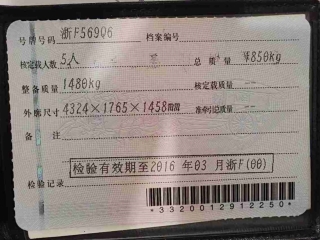 号牌号码 浙F569Q6 档案编号
核定载人数 5人 总质量 1850kg
整备质量 1480kg 核定载质量 --
外廓尺寸 4324×1765×1458mm 准牵引总质量 --
备注
检验有效期至2016年03月浙F(00)
检验记录
*3320012912250*